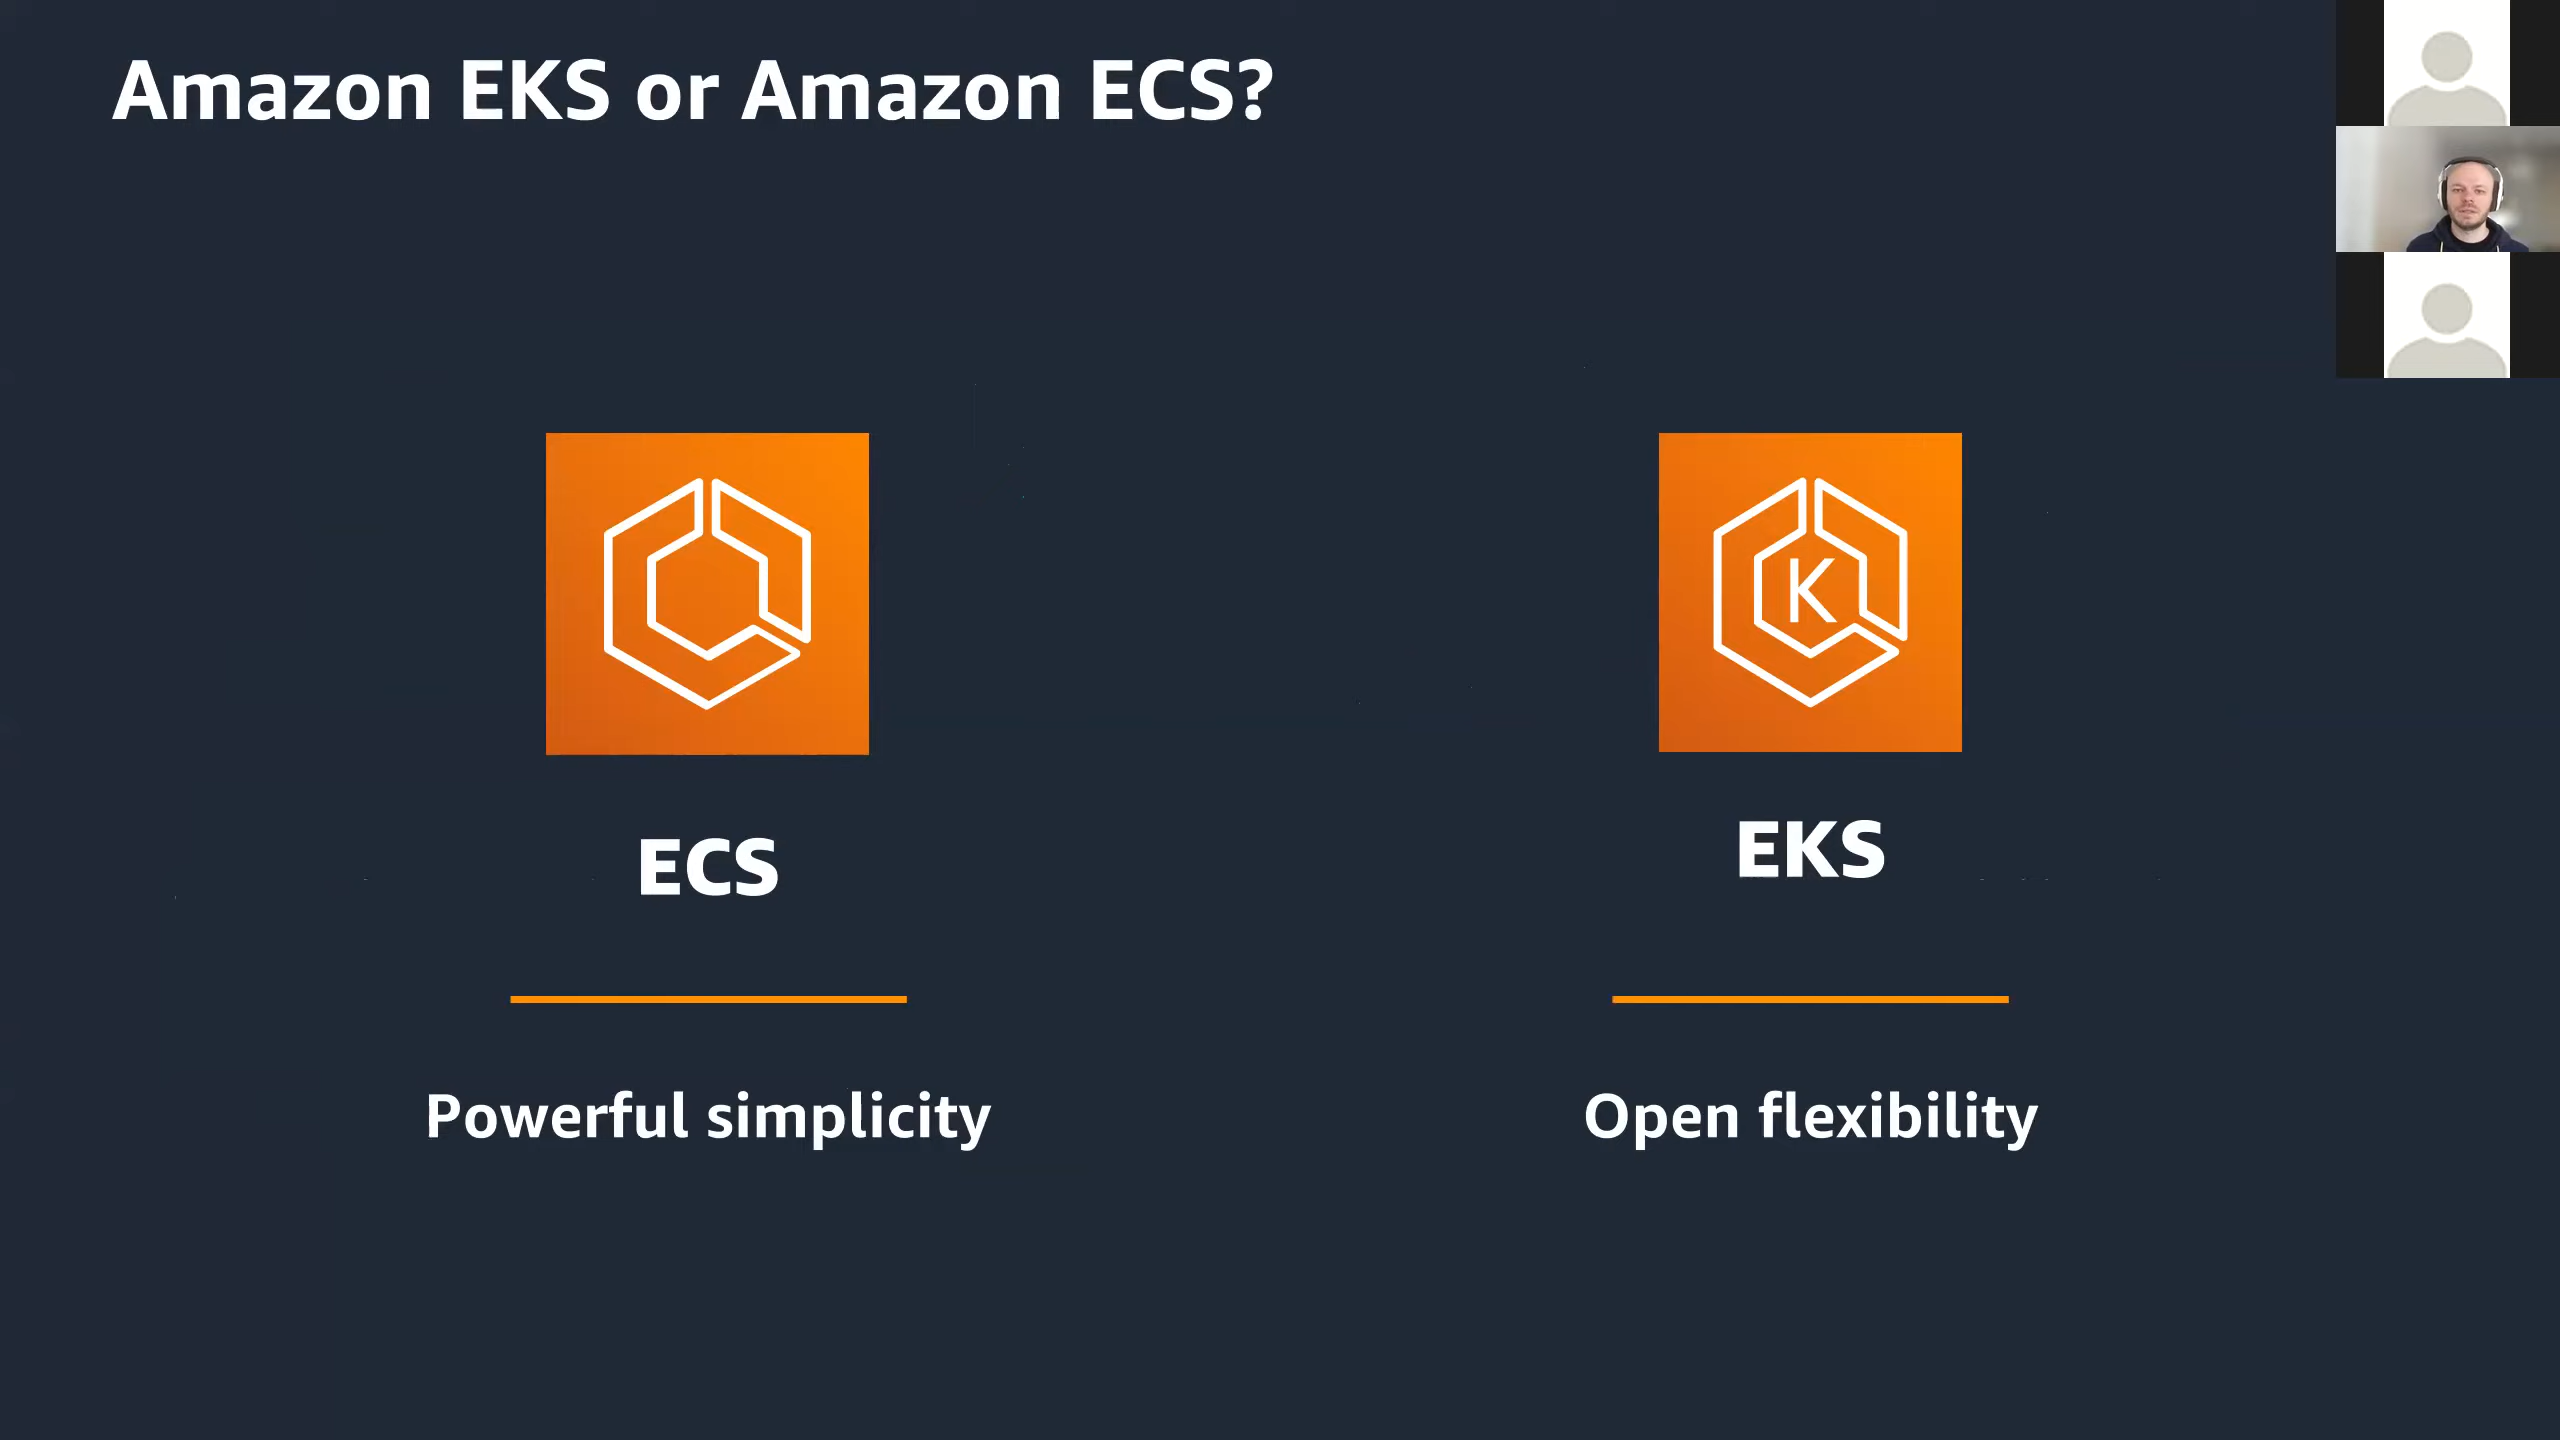 Amazon EKS or Amazon ECS?
K
ECS
EKS
Powerful simplicity
Open flexibility